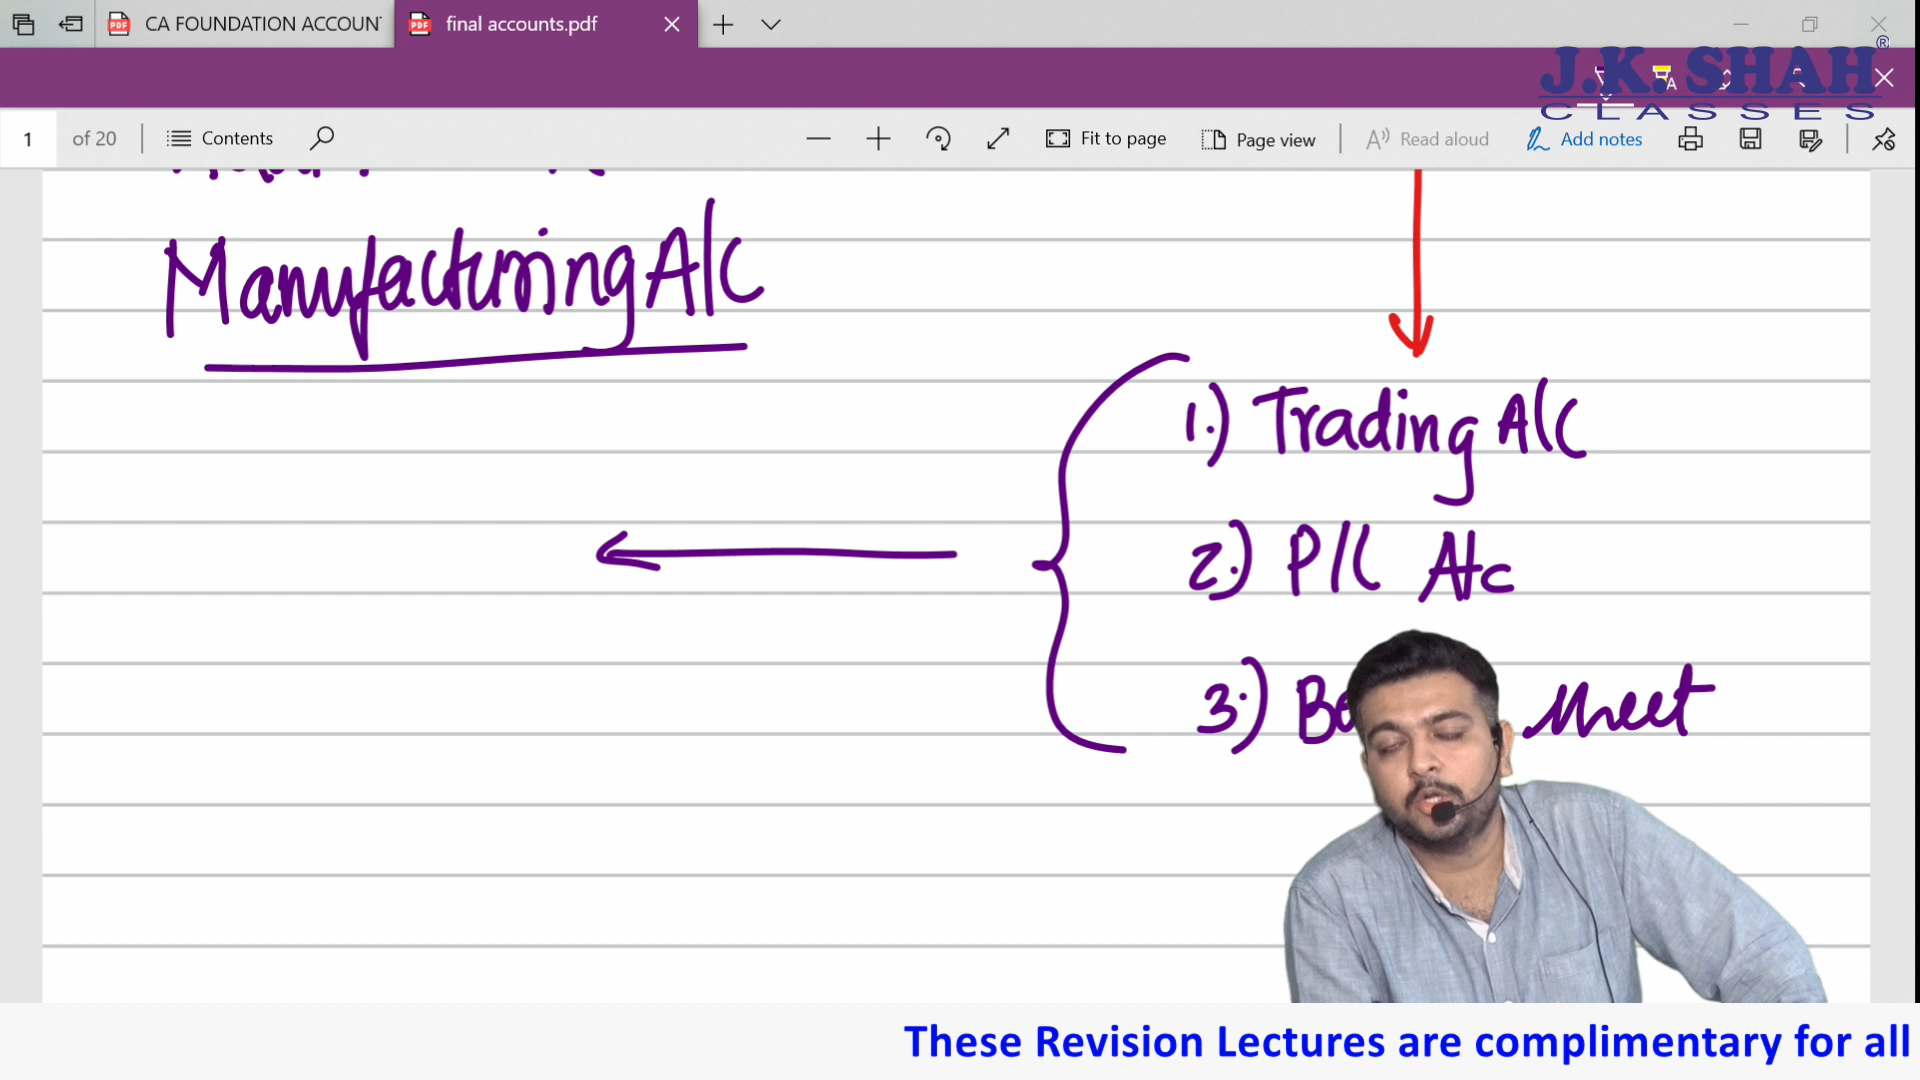 CA FOUNDATION ACCOUN
final accounts.pdf
J.K. SHAH®
CLASSES
1 of 20
Contents
Fit to page
Page view
Read aloud
Add notes
Manufacturing A/C
1.) Trading A/C
2.) P/L A/c
3.) sheet
These Revision Lectures are complimentary for all